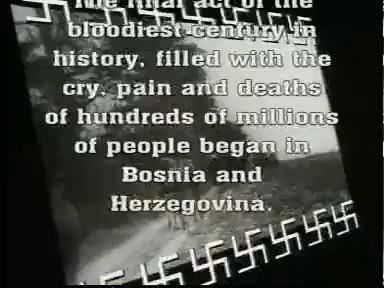 The final act of the
bloodiest century in
history, filled with the
cry, pain and deaths
of hundreds of millions
of people began in
Bosnia and
Herzegovina.